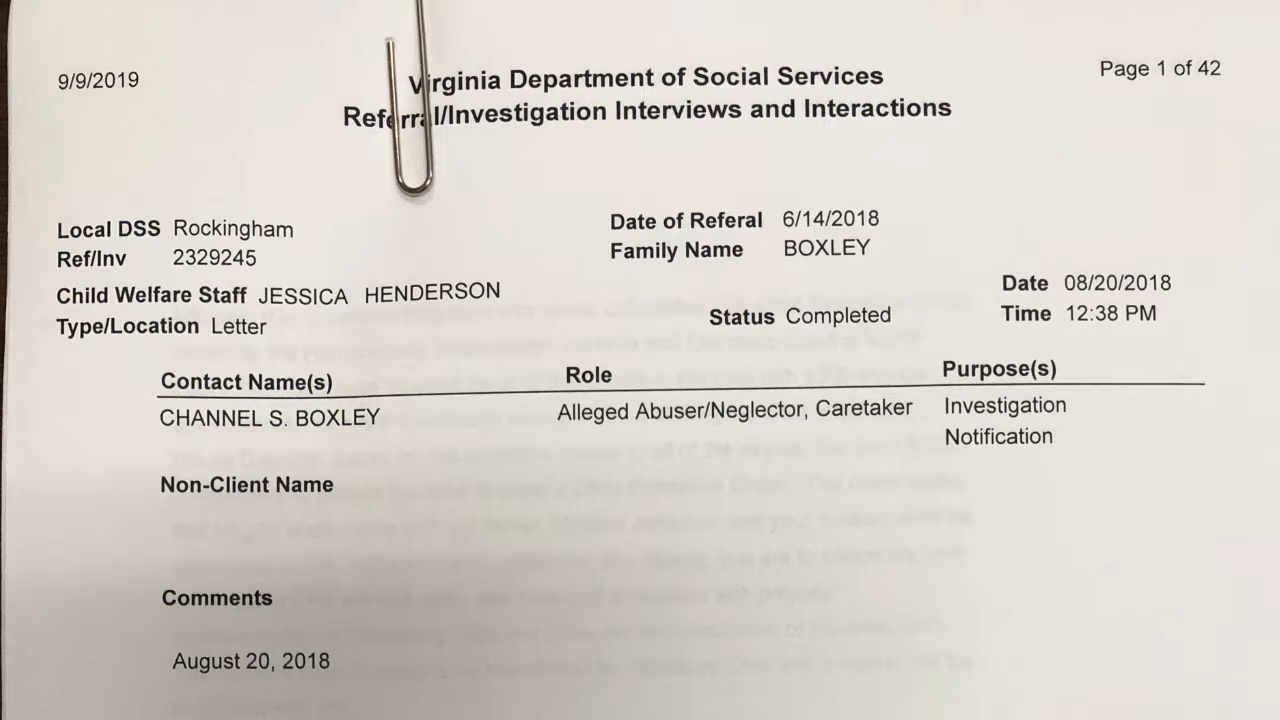 9/9/2019
Virginia Department of Social Services
Page 1 of 42
Referral/Investigation Interviews and Interactions
Local DSS Rockingham
Date of Referal 6/14/2018
Ref/Inv 2329245
Family Name BOXLEY
Child Welfare Staff JESSICA HENDERSON
Date 08/20/2018
Type/Location Letter
Status Completed
Time 12:38 PM
Contact Name(s) Role Purpose(s)
CHANNEL S. BOXLEY Alleged Abuser/Neglector, Caretaker Investigation
Notification
Non-Client Name
Comments
August 20, 2018